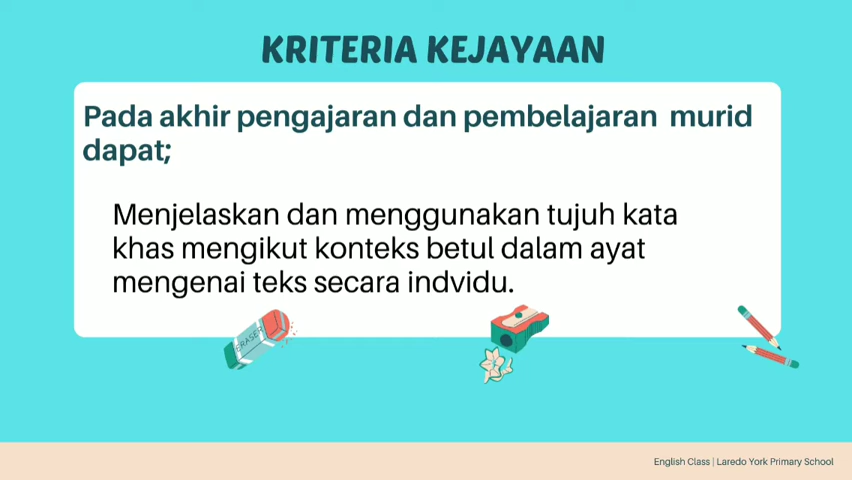 KRITERIA KEJAYAAN
Pada akhir pengajaran dan pembelajaran murid
dapat;
Menjelaskan dan menggunakan tujuh kata
khas mengikut konteks betul dalam ayat
mengenai teks secara indvidu.
ERASER
English Class | Laredo York Primary School